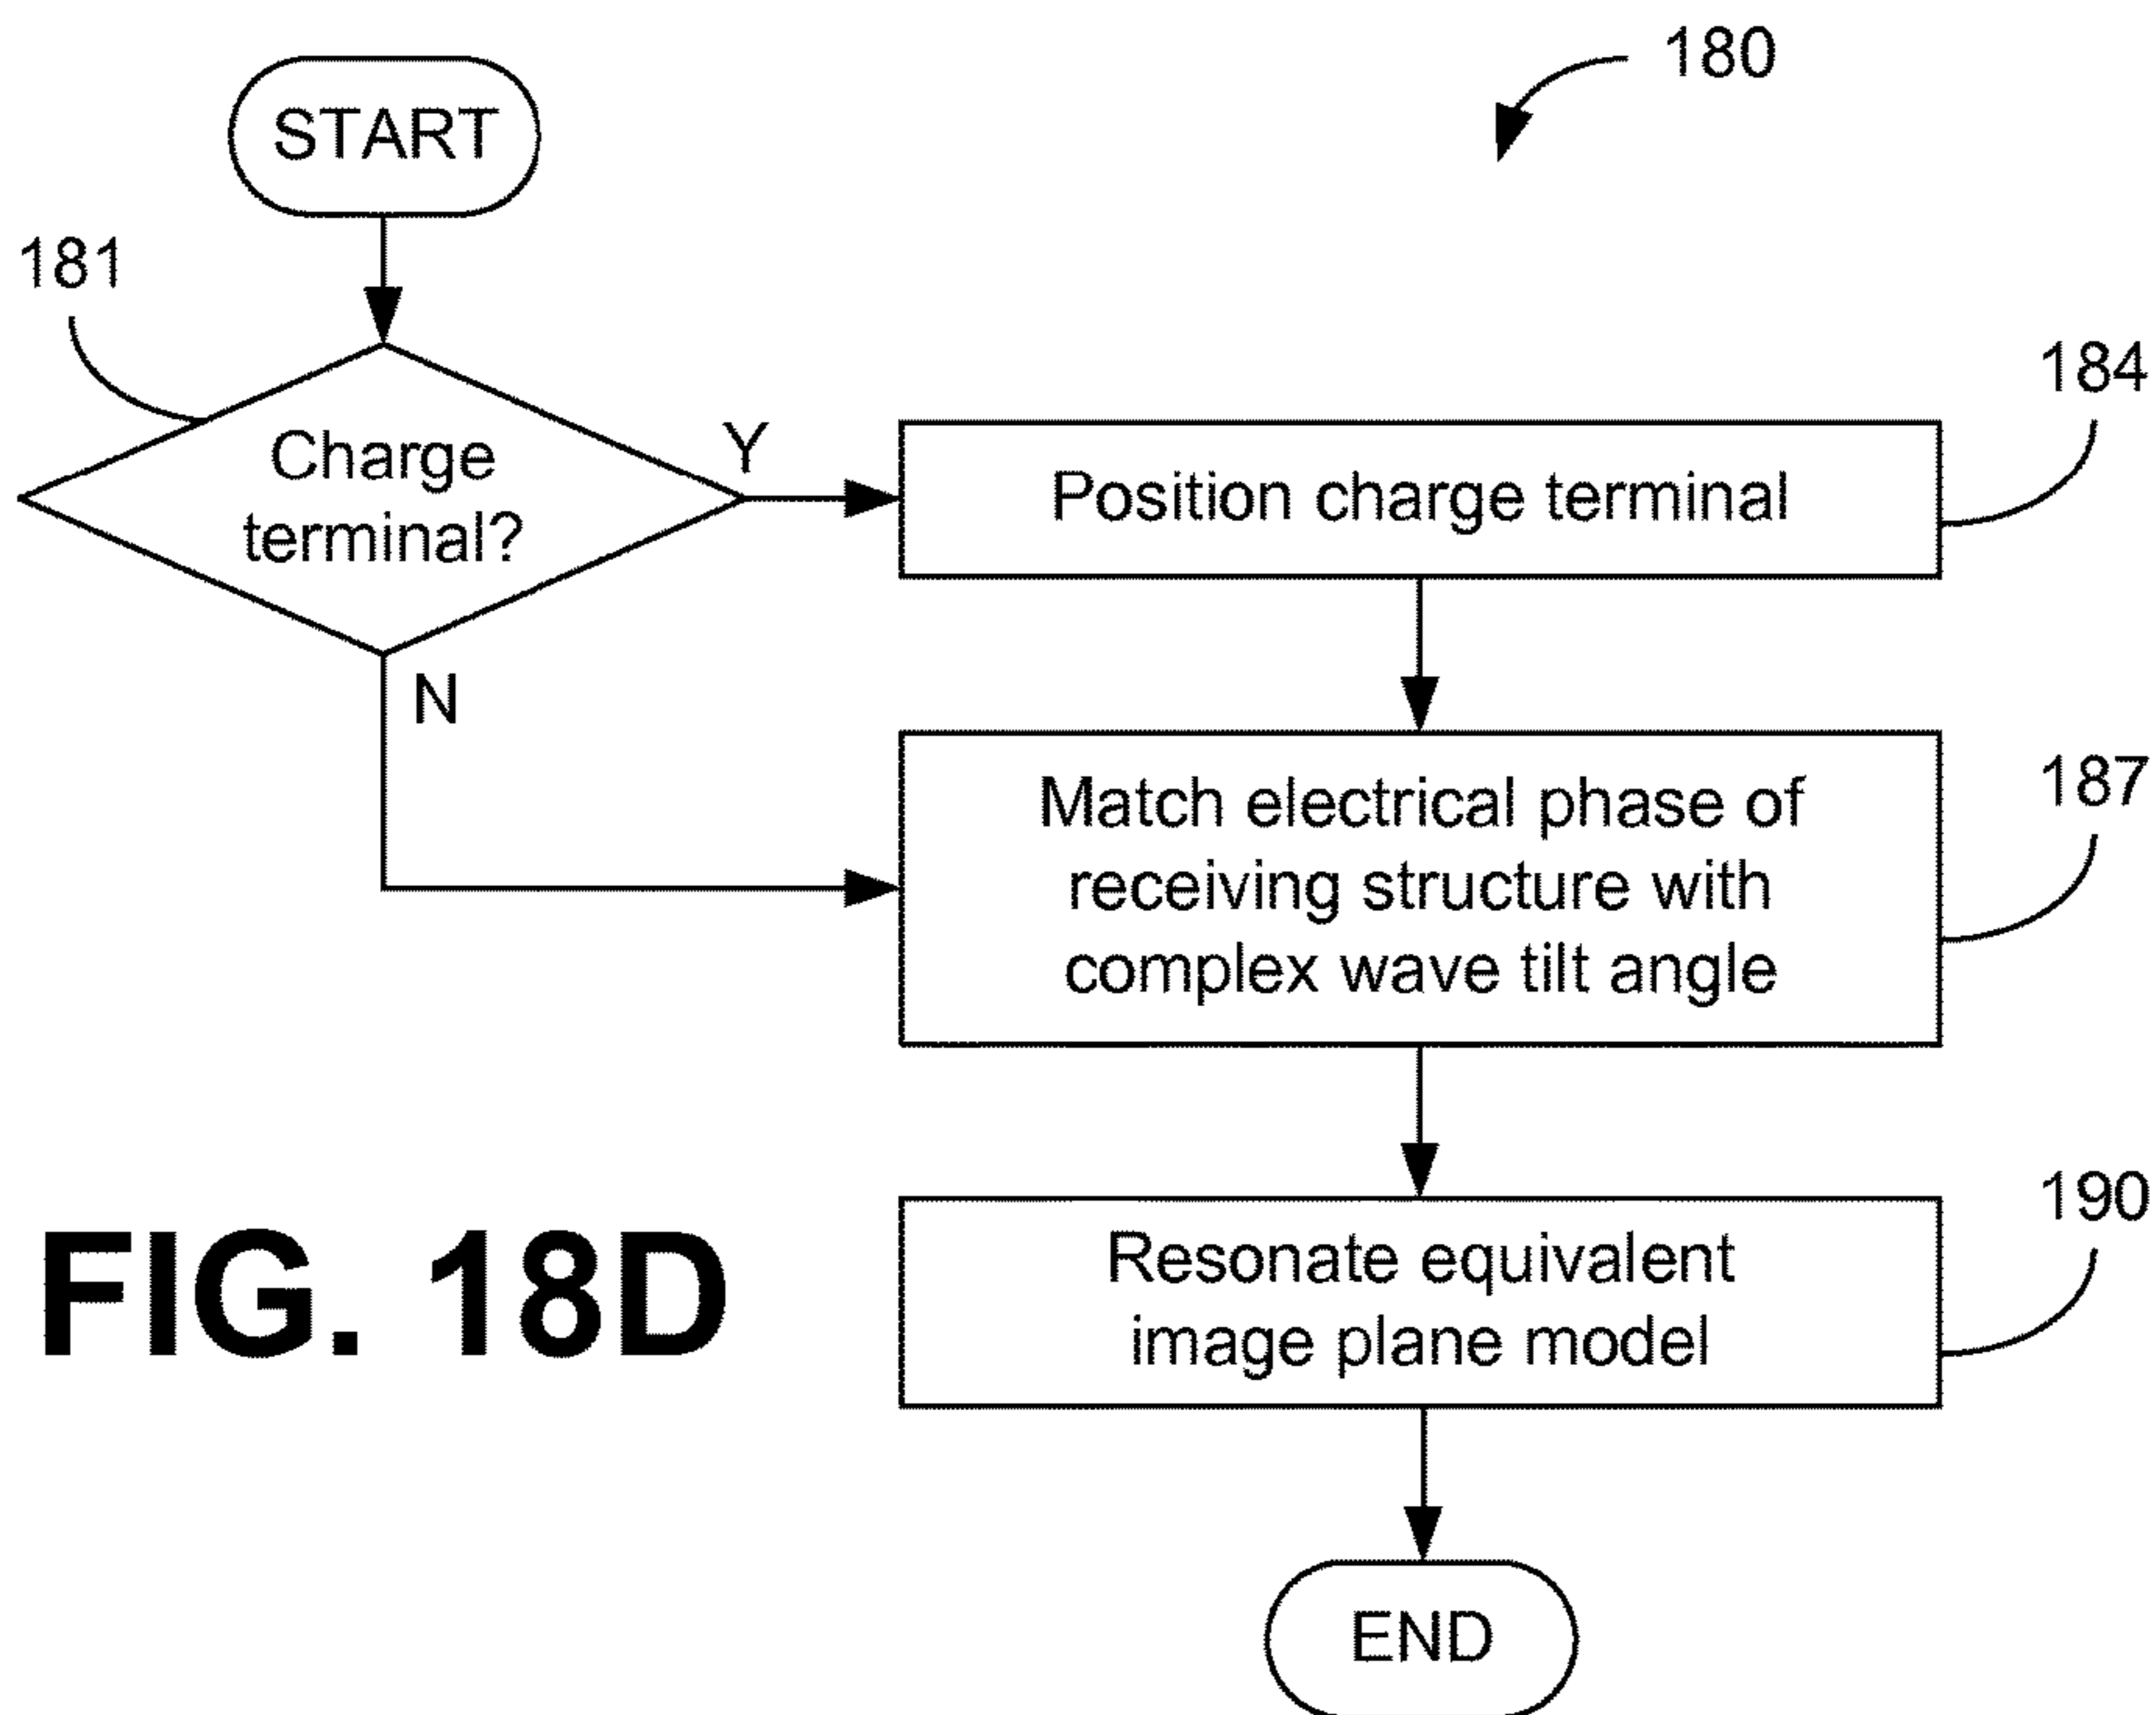 180
START
181
Charge
terminal?
Y
N
184
Position charge terminal
187
Match electrical phase of
receiving structure with
complex wave tilt angle
190
Resonate equivalent
image plane model
FIG. 18D
END